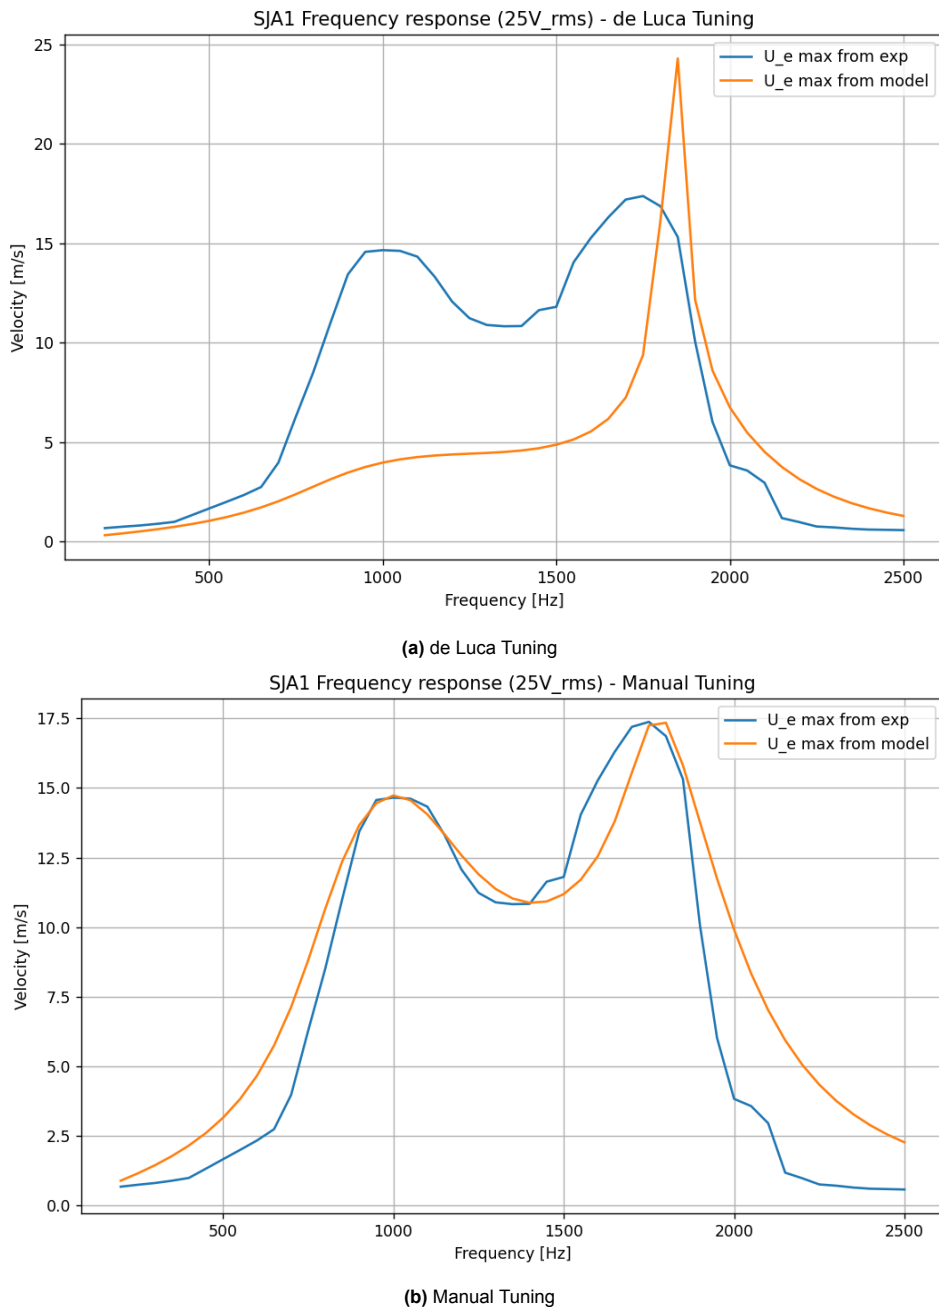 SJA1 Frequency response (25V_rms) - de Luca Tuning
25
20
15
10
5
0
Velocity [m/s]
U_e max from exp
U_e max from model
500 1000 1500 2000 2500
Frequency [Hz]
(a) de Luca Tuning
SJA1 Frequency response (25V_rms) - Manual Tuning
17.5
15.0
12.5
10.0
7.5
5.0
2.5
0.0
Velocity [m/s]
U_e max from exp
U_e max from model
500 1000 1500 2000 2500
Frequency [Hz]
(b) Manual Tuning